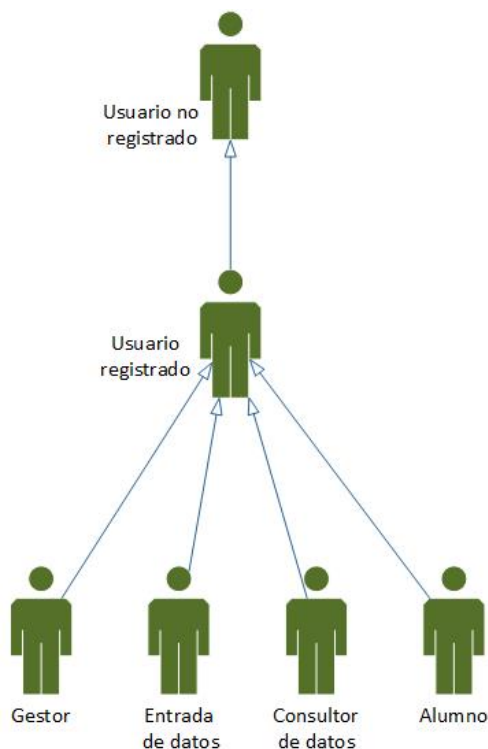 Usuario no
registrado
Usuario
registrado
Gestor
Entrada
de datos
Consultor
de datos
Alumno